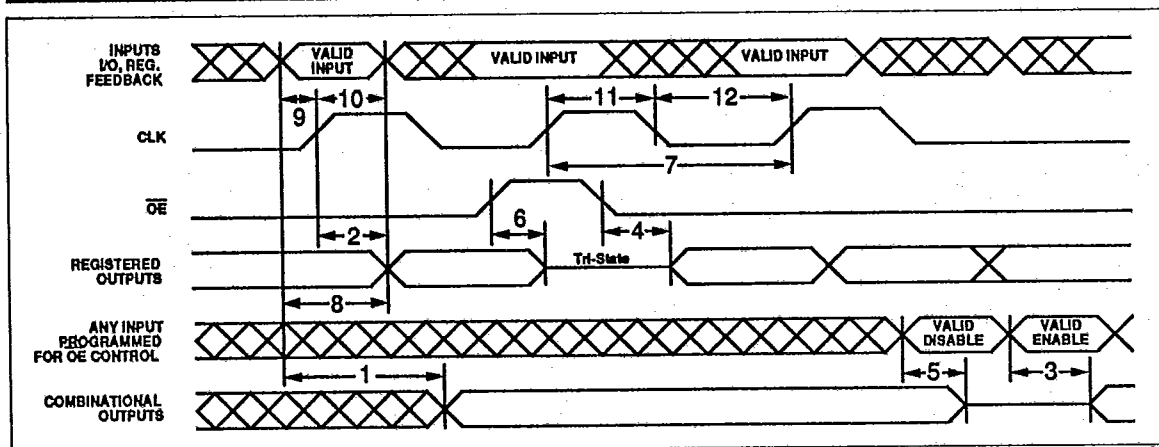 INPUTS
I/O, REG.
FEEDBACK
VALID
INPUT
VALID INPUT
VALID INPUT
9
10
11
12
CLK
7
OE
6
4
2
REGISTERED
OUTPUTS
Tri-State
8
ANY INPUT
PROGRAMMED
FOR OE CONTROL
VALID
DISABLE
VALID
ENABLE
1
5
3
COMBINATIONAL
OUTPUTS